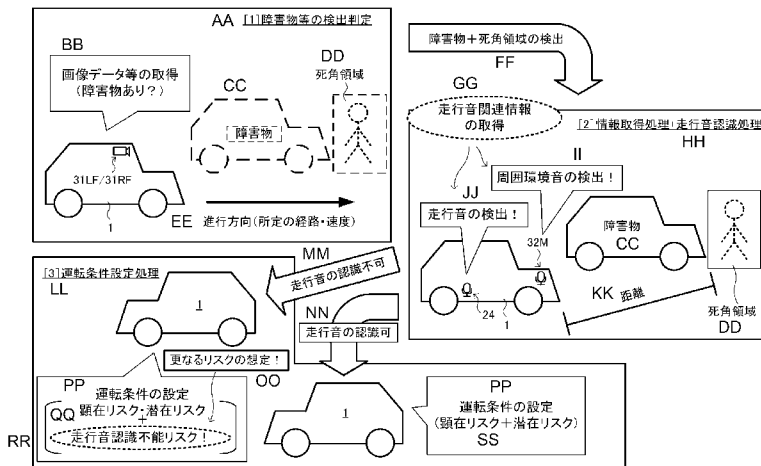 AA [1]障害物等の検出判定
BB
画像データ等の取得
(障害物あり?)
CC
DD
死角領域
障害物
31LF/31RF
1
EE
進行方向(所定の経路・速度)
障害物+死角領域の検出
FF
GG
走行音関連情報
の取得
[2]情報取得処理+走行音認識処理
HH
II
周囲環境音の検出!
JJ
走行音の検出!
32M
障害物
CC
24
1
KK 距離
死角領域
DD
[3]運転条件設定処理
LL
MM
走行音の認識不可
NN
走行音の認識可
1
更なるリスクの想定!
OO
PP
運転条件の設定
QQ 顕在リスク・潜在リスク
+
走行音認識不能リスク!
RR
1
PP
運転条件の設定
(顕在リスク+潜在リスク)
SS